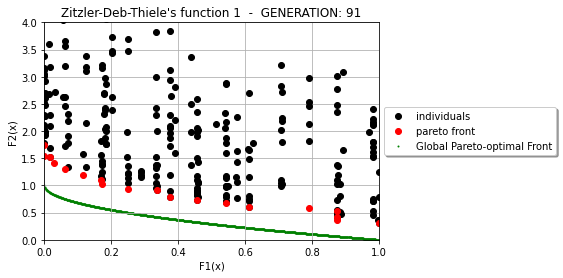 Zitzler-Deb-Thiele's function 1 - GENERATION: 91
4.0
3.5
3.0
2.5
2.0
1.5
1.0
0.5
0.0
F2(x)
0.0 0.2 0.4 0.6 0.8 1.0
F1(x)
individuals
pareto front
Global Pareto-optimal Front